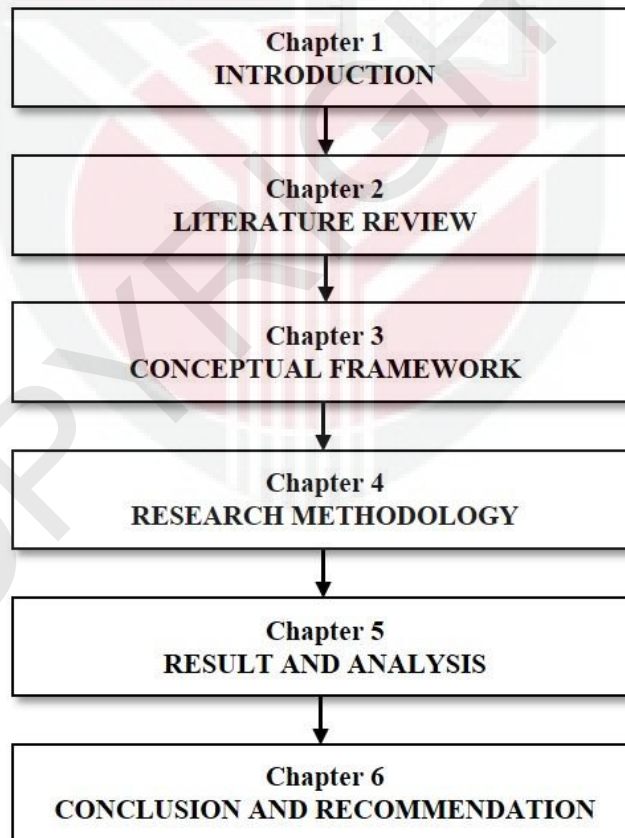 Chapter 1
INTRODUCTION
Chapter 2
LITERATURE REVIEW
Chapter 3
CONCEPTUAL FRAMEWORK
Chapter 4
RESEARCH METHODOLOGY
Chapter 5
RESULT AND ANALYSIS
Chapter 6
CONCLUSION AND RECOMMENDATION